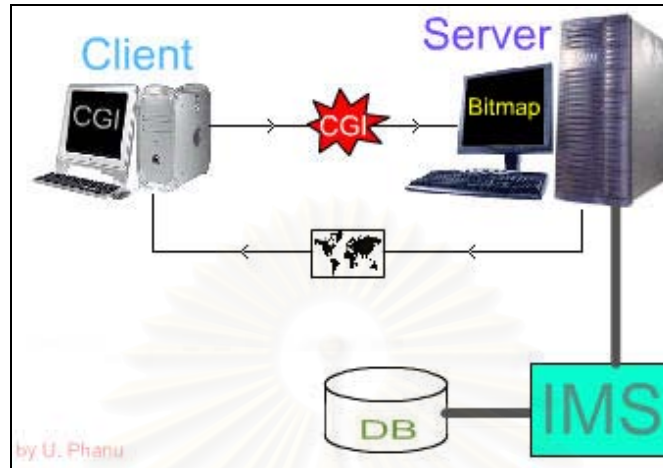 Client
Server
CGI
CGI
Bitmap
DB
IMS
by U. Phanu